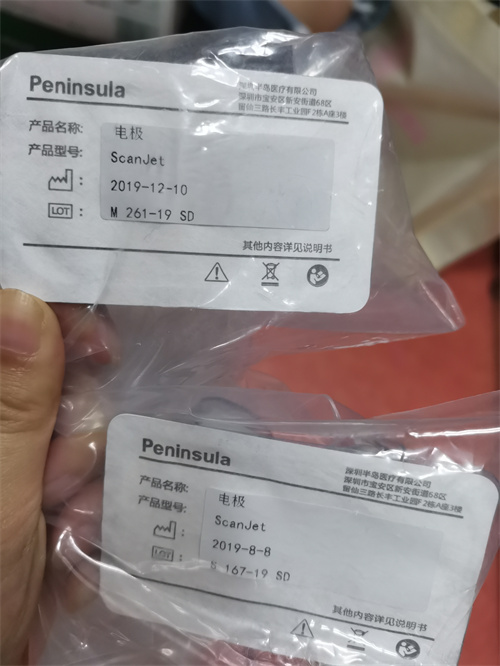 Peninsula
深圳半岛医疗有限公司
深圳市宝安区新安街道68区
留仙三路长丰工业园F2栋A座3楼
产品名称:
电极
产品型号:
ScanJet
:
2019-12-10
LOT :
M 261-19 SD
其他内容详见说明书
Peninsula
深圳半岛医疗有限公司
深圳市宝安区新安街道68区
留仙三路长丰工业园F2栋A座3楼
产品名称:
电极
产品型号:
ScanJet
:
2019-8-8
LOT :
167-19 SD
其他内容详见说明书